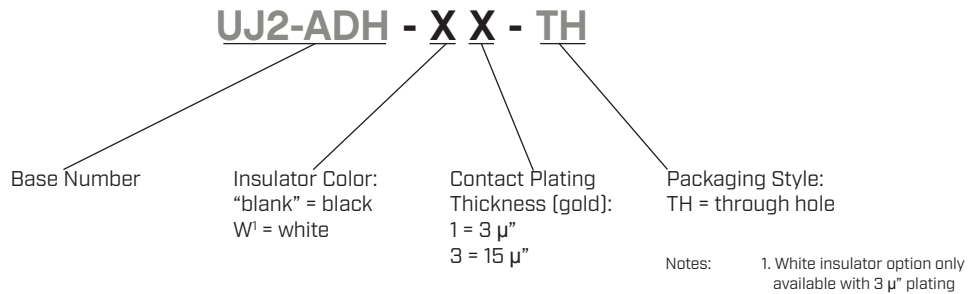 UJ2-ADH - X X - TH
Base Number
Insulator Color:
“blank” = black
W¹ = white
Contact Plating
Thickness (gold):
1 = 3 µ”
3 = 15 µ”
Packaging Style:
TH = through hole
Notes: 1. White insulator option only
available with 3 µ” plating